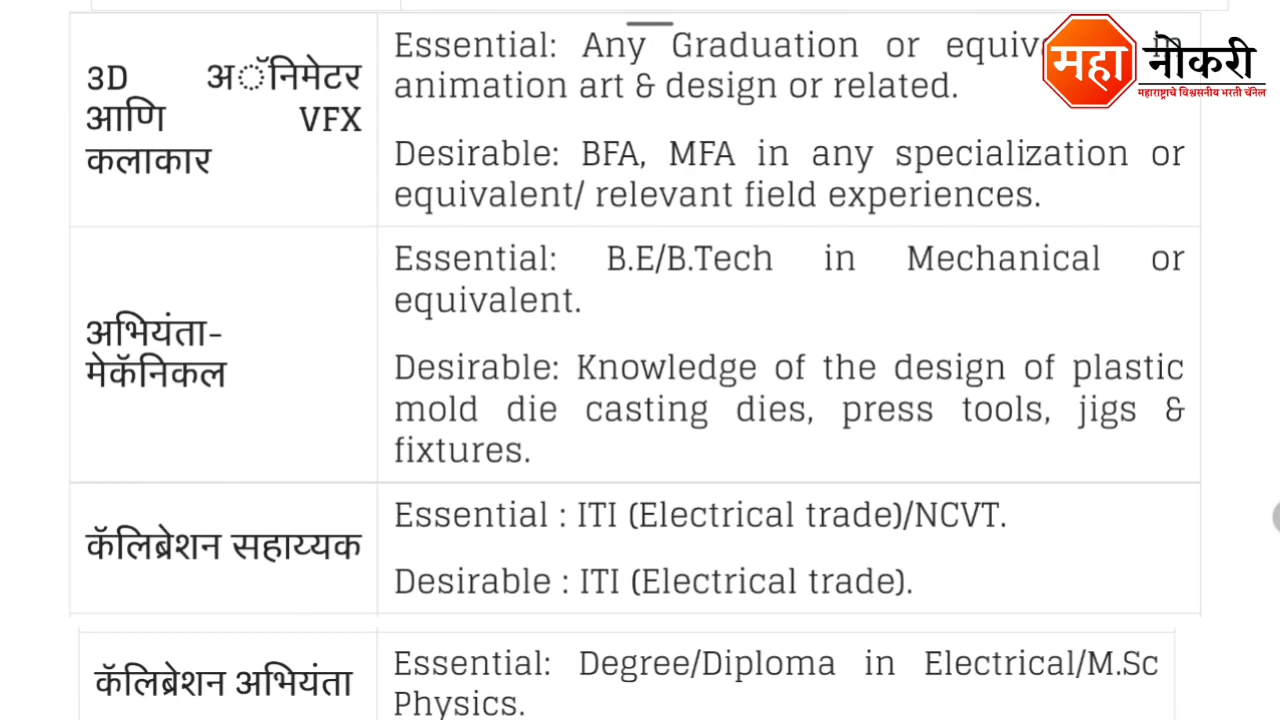 3D अॅनिमेटर
आणि VFX
कलाकार
Essential: Any Graduation or
animation art & design or related.
Desirable: BFA, MFA in any specialization or
equivalent/ relevant field experiences.
महा नोकरी
महाराष्ट्राचे विश्वसनीय भरती चॅनेल
अभियंता-
मेकॅनिकल
Essential: B.E/B.Tech in Mechanical or
equivalent.
Desirable: Knowledge of the design of plastic
mold die casting dies, press tools, jigs &
fixtures.
कॅलिब्रेशन सहाय्यक
Essential : ITI (Electrical trade)/NCVT.
Desirable : ITI (Electrical trade).
कॅलिब्रेशन अभियंता
Essential: Degree/Diploma in Electrical/M.Sc
Physics.